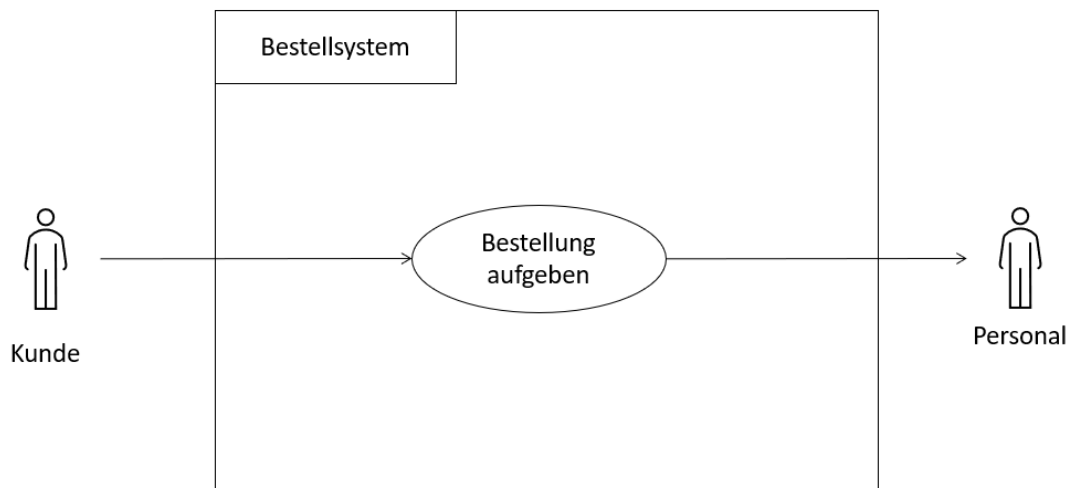 Bestellsystem
Bestellung
aufgeben
Kunde
Personal